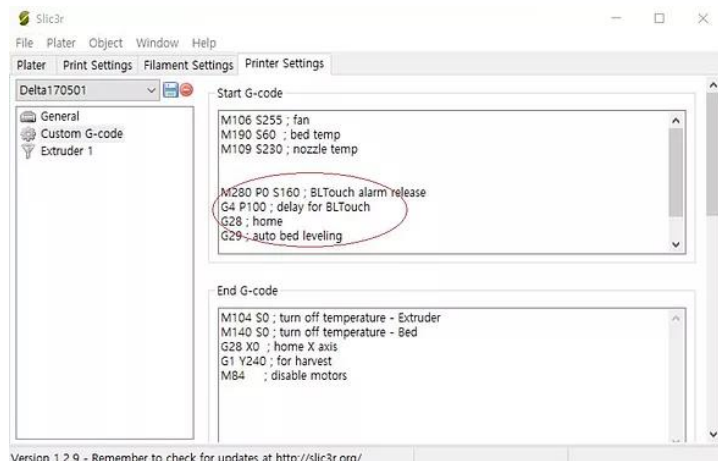 Slic3r
File Plater Object Window Help
Plater Print Settings Filament Settings Printer Settings
Delta170501
General
Custom G-code
Extruder 1
Start G-code
M106 S255 ; fan
M190 S60 ; bed temp
M109 S230 ; nozzle temp
M280 P0 S160 ; BLTouch alarm release
G4 P100 ; delay for BLTouch
G28 ; home
G29 ; auto bed leveling
End G-code
M104 S0 ; turn off temperature - Extruder
M140 S0 ; turn off temperature - Bed
G28 X0 ; home X axis
G1 Y240 ; for harvest
M84 ; disable motors
Version 1.2.9 - Remember to check for updates at http://slic3r.org/